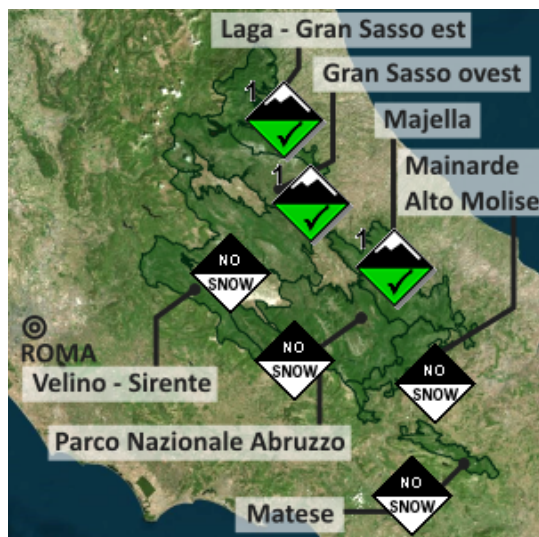 Laga - Gran Sasso est
Gran Sasso ovest
1
Majella
Mainarde
Alto Molise
1
1
NO
SNOW
ROMA
Velino - Sirente
NO
SNOW
NO
SNOW
Parco Nazionale Abruzzo
NO
SNOW
Matese